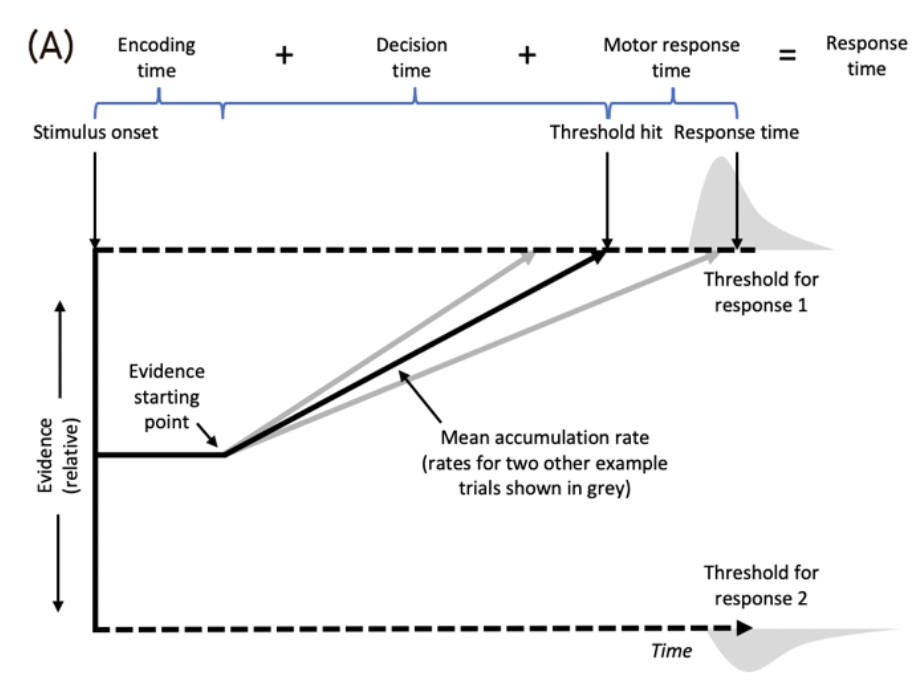 (A)
Encoding
time
+
Decision
time
+
Motor response
time
=
Response
time
Stimulus onset
Threshold hit
Response time
Threshold for
response 1
Evidence
starting
point
Evidence
(relative)
Mean accumulation rate
(rates for two other example
trials shown in grey)
Threshold for
response 2
Time